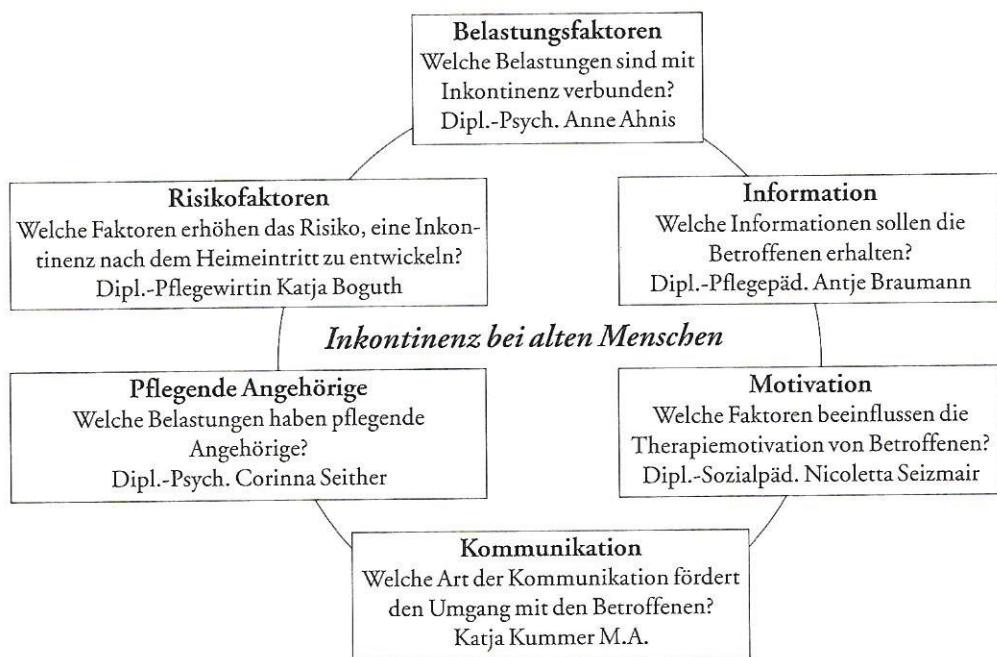 Belastungsfaktoren
Welche Belastungen sind mit
Inkontinenz verbunden?
Dipl.-Psych. Anne Ahnis
Risikofaktoren
Welche Faktoren erhöhen das Risiko, eine Inkon-
tinenz nach dem Heimeintritt zu entwickeln?
Dipl.-Pflegewirtin Katja Boguth
Information
Welche Informationen sollen die
Betroffenen erhalten?
Dipl.-Pflegepäd. Antje Braumann
Inkontinenz bei alten Menschen
Pflegende Angehörige
Welche Belastungen haben pflegende
Angehörige?
Dipl.-Psych. Corinna Seither
Motivation
Welche Faktoren beeinflussen die
Therapiemotivation von Betroffenen?
Dipl.-Sozialpäd. Nicoletta Seizmair
Kommunikation
Welche Art der Kommunikation fördert
den Umgang mit den Betroffenen?
Katja Kummer M.A.